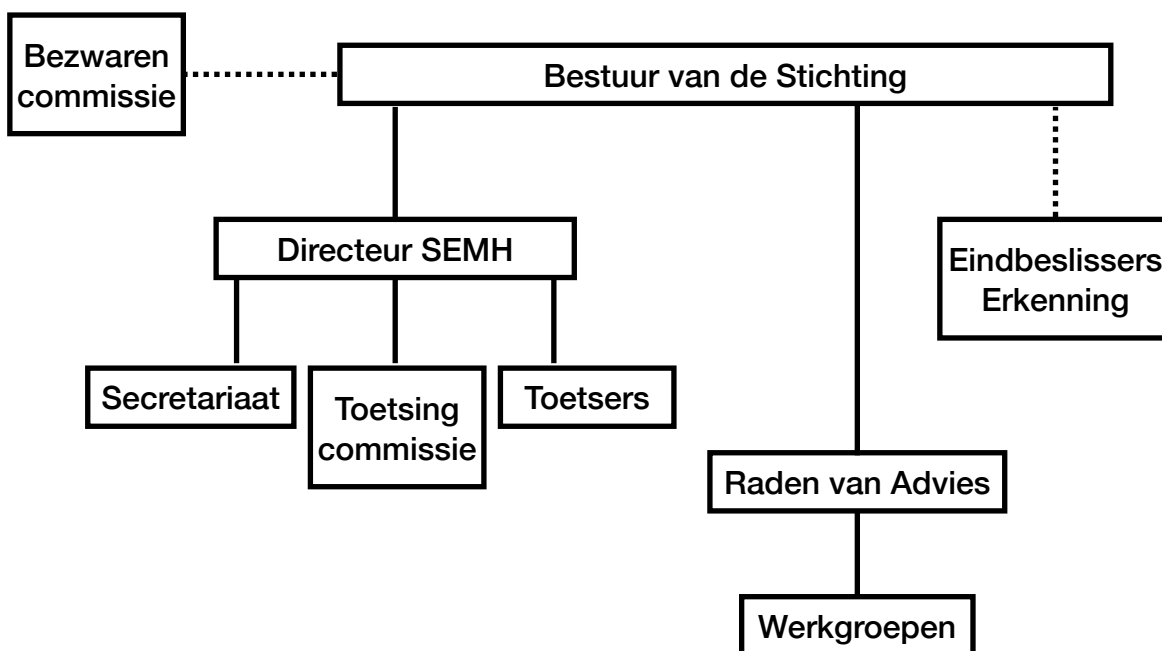 Bezwaren
commissie
Bestuur van de Stichting
Directeur SEMH
Eindbeslissers
Erkenning
Secretariaat
Toetsing
commissie
Toetsers
Raden van Advies
Werkgroepen